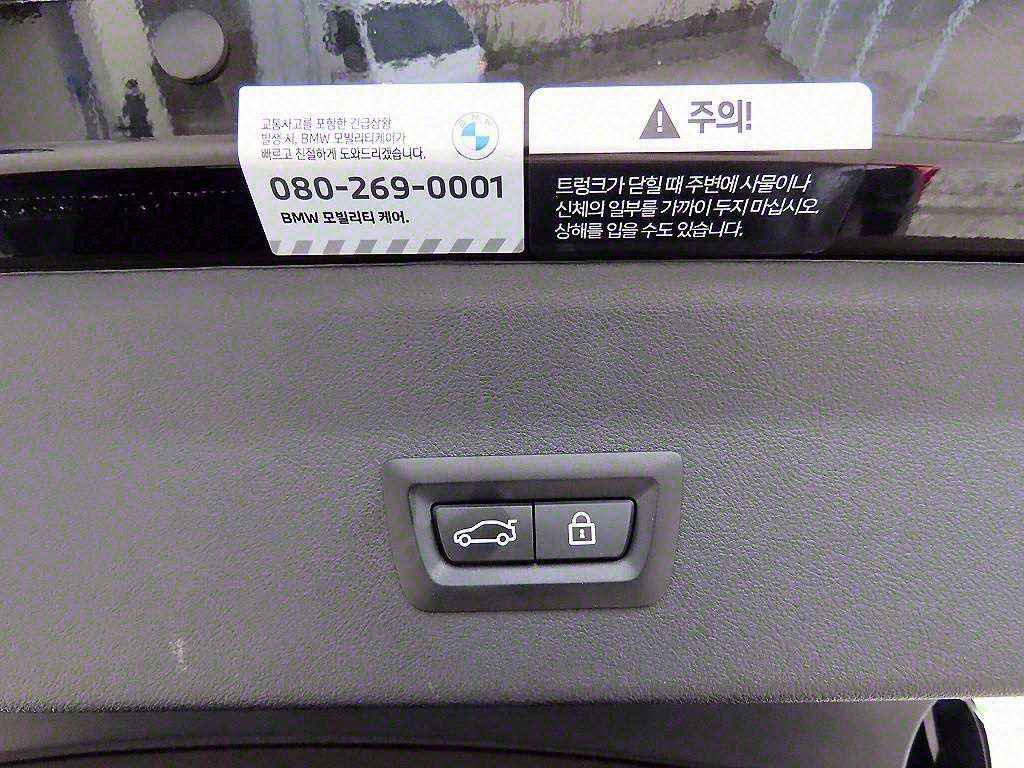 교통사고를 포함한 긴급상황
발생 시, BMW 모빌리티케어가
빠르고 친절하게 도와드리겠습니다.
BMW
080-269-0001
BMW 모빌리티 케어.
주의!
트렁크가 닫힐 때 주변에 사물이나
신체의 일부를 가까이 두지 마십시오.
상해를 입을 수도 있습니다.